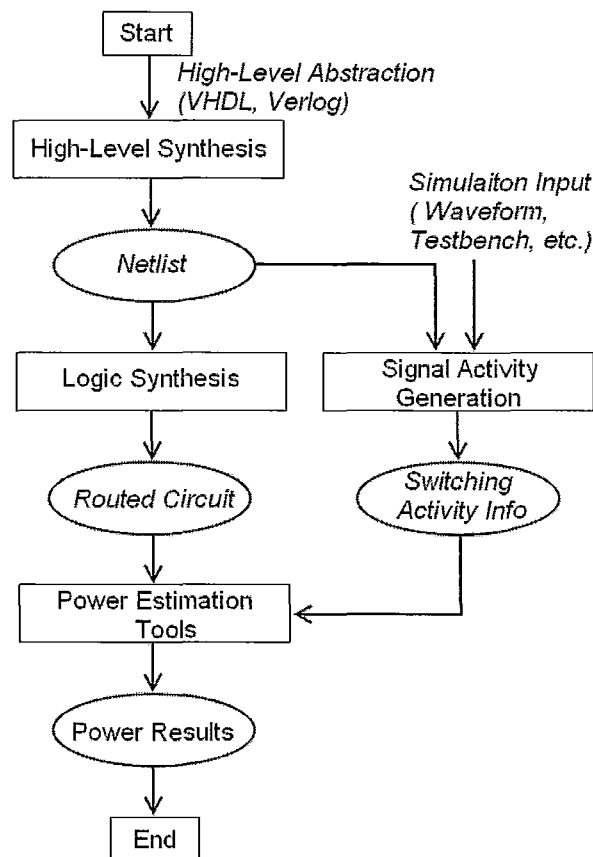 Start
High-Level Abstraction
(VHDL, Verlog)
High-Level Synthesis
Simulaiton Input
( Waveform,
Testbench, etc.)
Netlist
Logic Synthesis
Signal Activity
Generation
Routed Circuit
Switching
Activity Info
Power Estimation
Tools
Power Results
End